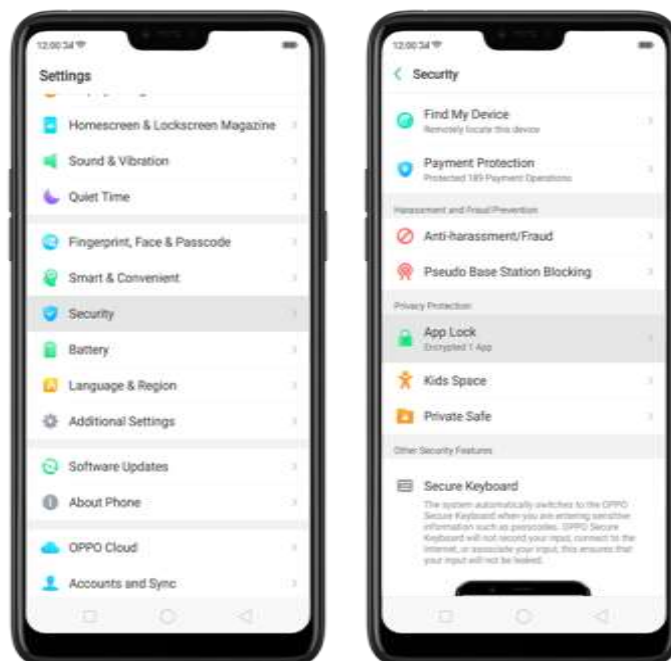 12:00
Settings
Homescreen & Lockscreen Magazine
Sound & Vibration
Quiet Time
Fingerprint, Face & Passcode
Smart & Convenient
Security
Battery
Language & Region
Additional Settings
Software Updates
About Phone
OPPO Cloud
Accounts and Sync
12:00
Security
Find My Device
Remotely locate this device
Payment Protection
Protected 189 Payment Operations
Harassment and Fraud Prevention
Anti-harassment/Fraud
Pseudo Base Station Blocking
Privacy Protection
App Lock
Encrypted 1 App
Kids Space
Private Safe
Other Security Features
Secure Keyboard
The system automatically switches to the OPPO
Secure Keyboard when you are entering sensitive
information such as passcodes. OPPO Secure
Keyboard will not record your input, connect to the
Internet, or associate your input, this ensures that
your input will not be leaked.